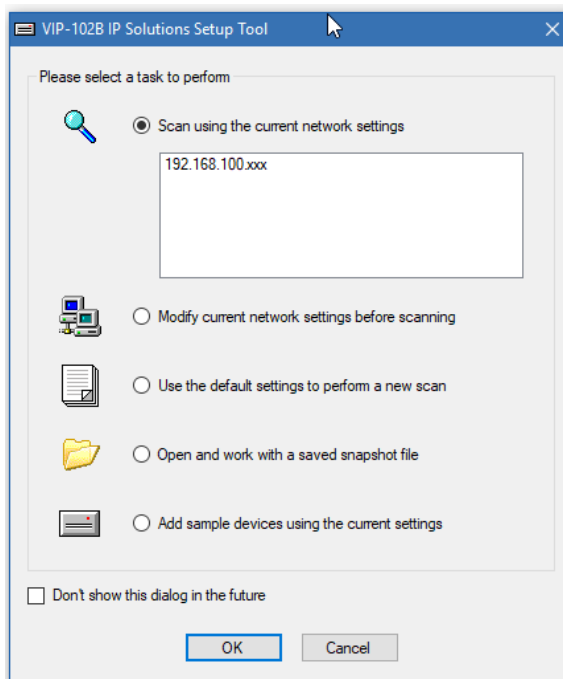 VIP-102B IP Solutions Setup Tool
Please select a task to perform
Scan using the current network settings
192.168.100.xxx
Modify current network settings before scanning
Use the default settings to perform a new scan
Open and work with a saved snapshot file
Add sample devices using the current settings
Don't show this dialog in the future
OK Cancel